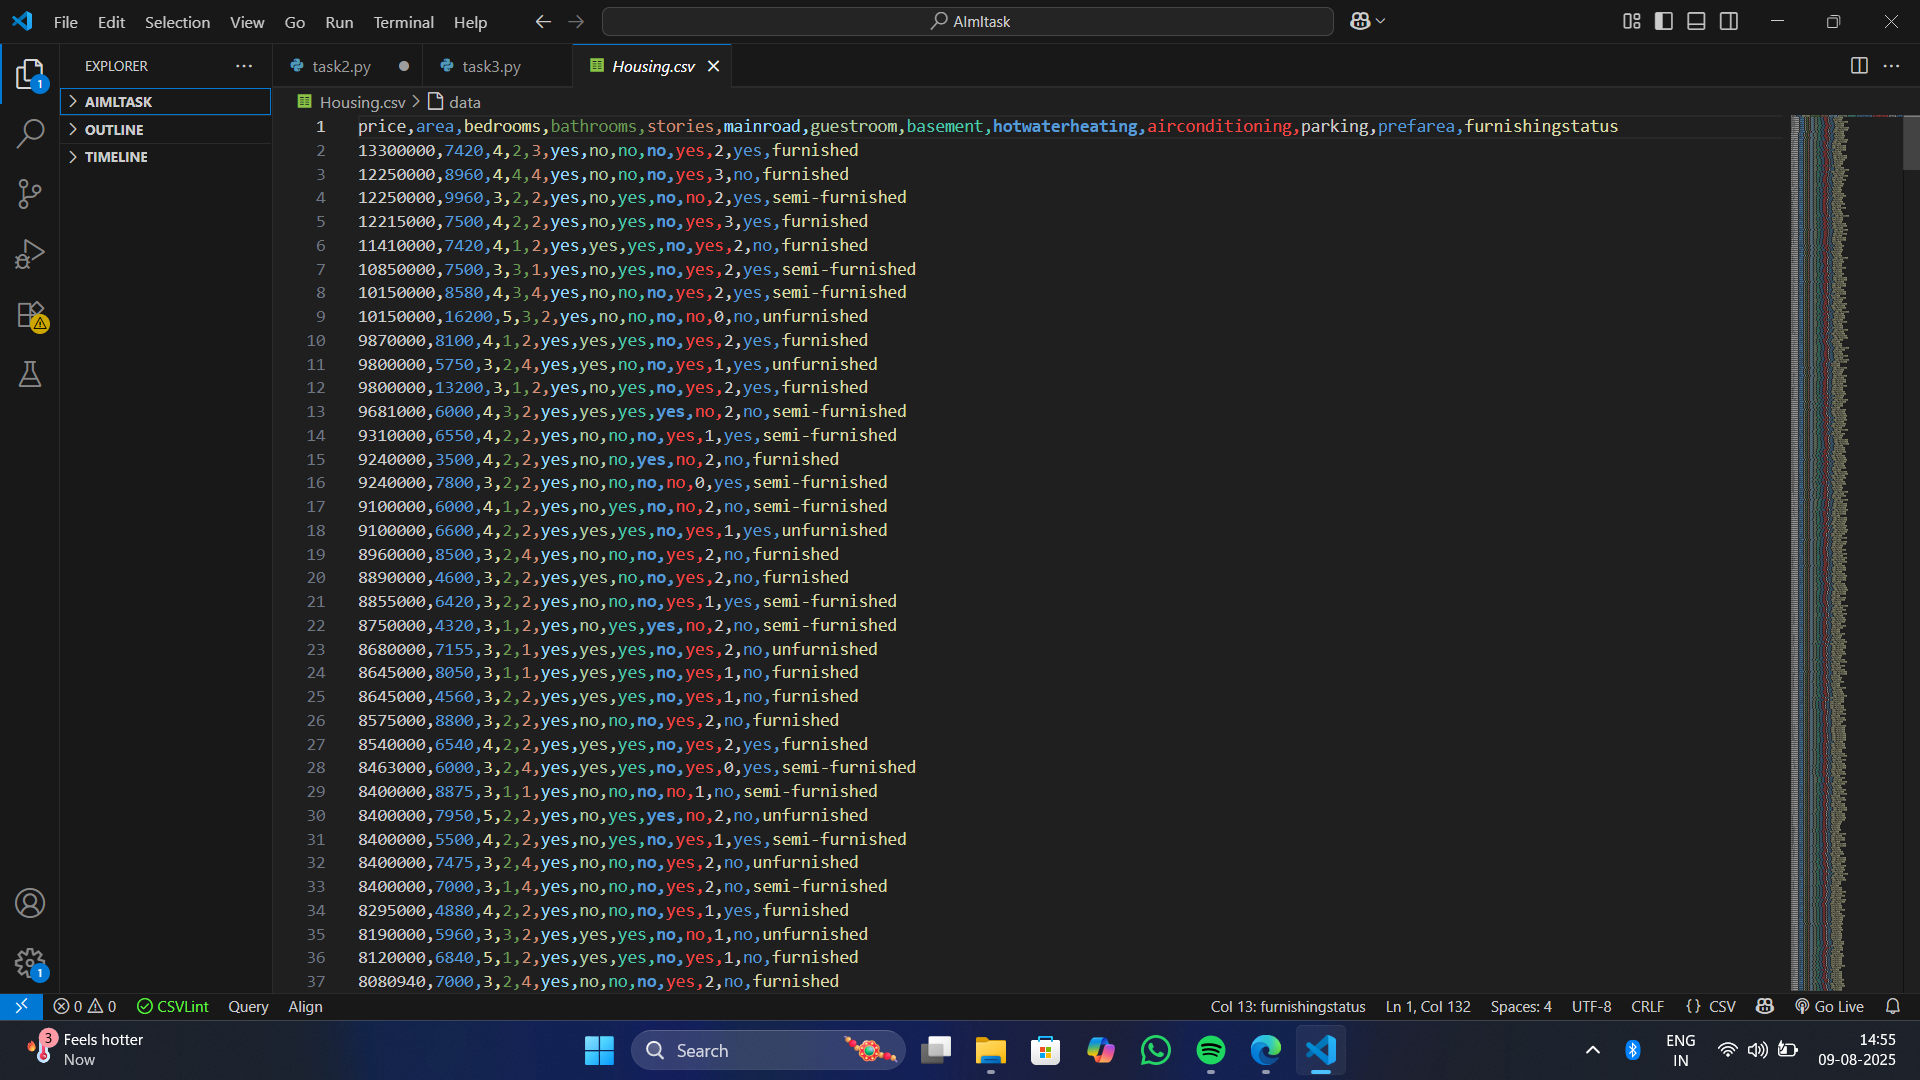 File Edit Selection View Go Run Terminal Help
AImltask
EXPLORER
AIMLTASK
OUTLINE
TIMELINE
task2.py
task3.py
Housing.csv
Housing.csv > data
1 price,area,bedrooms,bathrooms,stories,mainroad,guestroom,basement,hotwaterheating,airconditioning,parking,prefarea,furnishingstatus
2 13300000,7420,4,2,3,yes,no,no,no,yes,2,yes,furnished
3 12250000,8960,4,4,4,yes,no,no,no,yes,3,no,furnished
4 12250000,9960,3,2,2,yes,no,yes,no,no,2,yes,semi-furnished
5 12215000,7500,4,2,2,yes,no,yes,no,yes,3,yes,furnished
6 11410000,7420,4,1,2,yes,yes,yes,no,yes,2,no,furnished
7 10850000,7500,3,3,1,yes,no,yes,no,yes,2,yes,semi-furnished
8 10150000,8580,4,3,4,yes,no,no,no,yes,2,yes,semi-furnished
9 10150000,16200,5,3,2,yes,no,no,no,no,0,no,unfurnished
10 9870000,8100,4,1,2,yes,yes,yes,no,yes,2,yes,furnished
11 9800000,5750,3,2,4,yes,yes,no,no,yes,1,yes,unfurnished
12 9800000,13200,3,1,2,yes,no,yes,no,yes,2,yes,furnished
13 9681000,6000,4,3,2,yes,yes,yes,yes,no,2,no,semi-furnished
14 9310000,6550,4,2,2,yes,no,no,no,yes,1,yes,semi-furnished
15 9240000,3500,4,2,2,yes,no,no,yes,no,2,no,furnished
16 9240000,7800,3,2,2,yes,no,no,no,no,0,yes,semi-furnished
17 9100000,6000,4,1,2,yes,no,yes,no,no,2,no,semi-furnished
18 9100000,6600,4,2,2,yes,yes,yes,no,yes,1,yes,unfurnished
19 8960000,8500,3,2,4,yes,no,no,no,yes,2,no,furnished
20 8890000,4600,3,2,2,yes,yes,no,no,yes,2,no,furnished
21 8855000,6420,3,2,2,yes,no,no,no,yes,1,yes,semi-furnished
22 8750000,4320,3,1,2,yes,no,yes,yes,no,2,no,semi-furnished
23 8680000,7155,3,2,1,yes,yes,yes,no,yes,2,no,unfurnished
24 8645000,8050,3,1,1,yes,yes,yes,no,yes,1,no,furnished
25 8645000,4560,3,2,2,yes,yes,yes,no,yes,1,no,furnished
26 8575000,8800,3,2,2,yes,no,no,no,yes,2,no,furnished
27 8540000,6540,4,2,2,yes,yes,yes,no,yes,2,yes,furnished
28 8463000,6000,3,2,4,yes,yes,yes,no,yes,0,yes,semi-furnished
29 8400000,8875,3,1,1,yes,no,no,no,no,1,no,semi-furnished
30 8400000,7950,5,2,2,yes,no,yes,yes,no,2,no,unfurnished
31 8400000,5500,4,2,2,yes,no,yes,no,yes,1,yes,semi-furnished
32 8400000,7475,3,2,4,yes,no,no,no,yes,2,no,unfurnished
33 8400000,7000,3,1,4,yes,no,no,no,yes,2,no,semi-furnished
34 8295000,4880,4,2,2,yes,no,no,no,yes,1,yes,furnished
35 8190000,5960,3,3,2,yes,yes,yes,no,no,1,no,unfurnished
36 8120000,6840,5,1,2,yes,yes,yes,no,yes,1,no,furnished
37 8080940,7000,3,2,4,yes,no,no,no,yes,2,no,furnished
0 0 CSVLint Query Align
Col 13: furnishingstatus Ln 1, Col 132 Spaces: 4 UTF-8 CRLF {} CSV Go Live
3 Feels hotter
Now
Search
ENG
IN
14:55
09-08-2025